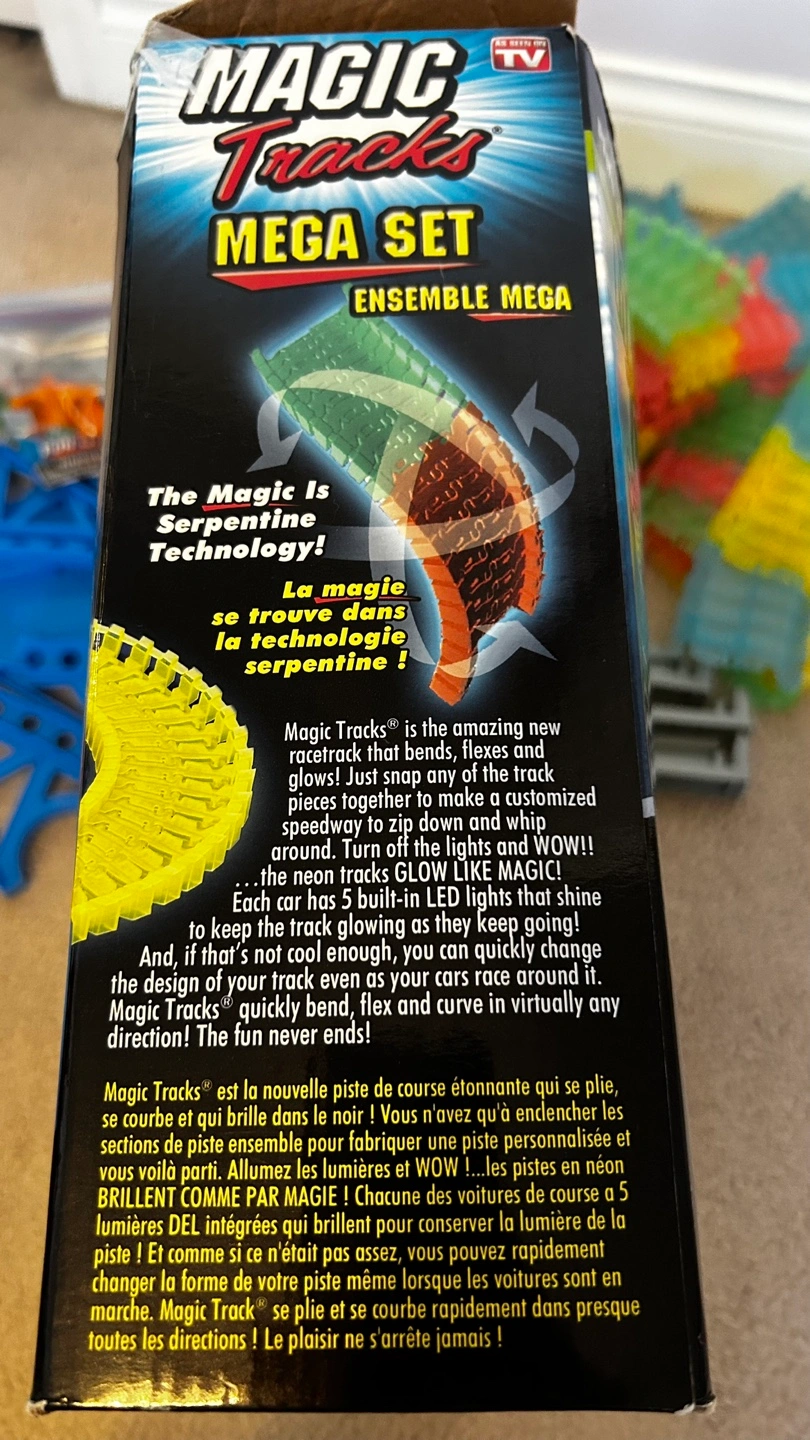 MAGIC
Tracks®
AS SEEN ON
TV
MEGA SET
ENSEMBLE MEGA
The Magic Is
Serpentine
Technology!
La magie
se trouve dans
la technologie
serpentine !
Magic Tracks® is the amazing new
racetrack that bends, flexes and
glows! Just snap any of the track
pieces together to make a customized
speedway to zip down and whip
around. Turn off the lights and WOW!!
...the neon tracks GLOW LIKE MAGIC!
Each car has 5 built-in LED lights that shine
to keep the track glowing as they keep going!
And, if that's not cool enough, you can quickly change
the design of your track even as your cars race around it.
Magic Tracks® quickly bend, flex and curve in virtually any
direction! The fun never ends!
Magic Tracks® est la nouvelle piste de course étonnante qui se plie,
se courbe et qui brille dans le noir ! Vous n'avez qu'à enclencher les
sections de piste ensemble pour fabriquer une piste personnalisée et
vous voilà parti. Allumez les lumières et WOW !...les pistes en néon
BRILLENT COMME PAR MAGIE ! Chacune des voitures de course a 5
lumières DEL intégrées qui brillent pour conserver la lumière de la
piste ! Et comme si ce n'était pas assez, vous pouvez rapidement
changer la forme de votre piste même lorsque les voitures sont en
marche. Magic Track® se plie et se courbe rapidement dans presque
toutes les directions ! Le plaisir ne s'arrête jamais !